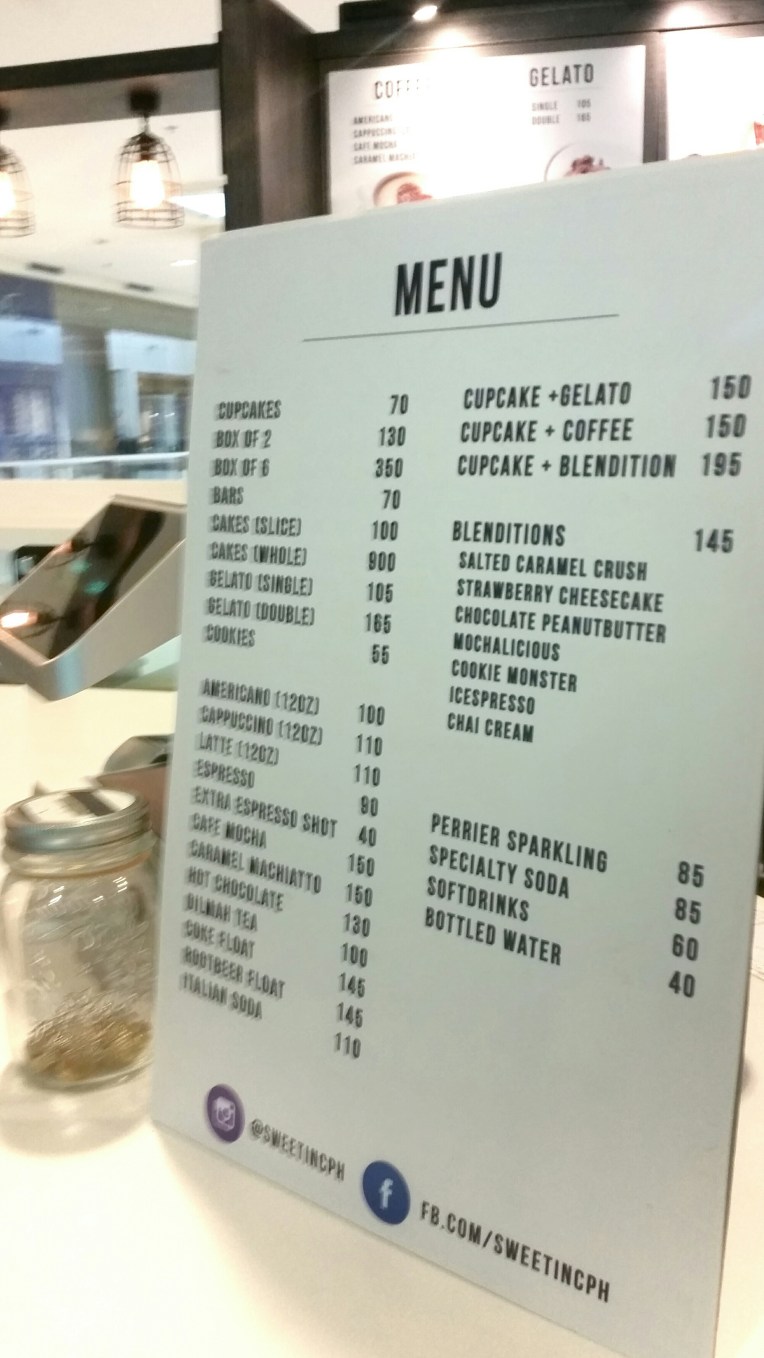 COFFEE
AMERICANO
CAPPUCCINO
CAFE MOCHA
CARAMEL
GELATO
SINGLE 105
DOUBLE 165
MENU
CUPCAKES 70
BOX OF 2 130
BOX OF 6 350
BARS 70
CAKES (SLICE) 100
CAKES (WHOLE) 900
GELATO (SINGLE) 105
GELATO (DOUBLE) 165
COOKIES 55
AMERICANO (12OZ) 100
CAPPUCCINO (12OZ) 110
LATTE (12OZ) 110
ESPRESSO 90
EXTRA ESPRESSO SHOT 40
CAFE MOCHA 150
CARAMEL MACHIATTO 150
HOT CHOCOLATE 130
DILMAH TEA 100
COKE FLOAT 145
ROOTBEER FLOAT 145
ITALIAN SODA 110
CUPCAKE +GELATO 150
CUPCAKE + COFFEE 150
CUPCAKE + BLENDITION 195
BLENDITIONS 145
SALTED CARAMEL CRUSH
STRAWBERRY CHEESECAKE
CHOCOLATE PEANUTBUTTER
MOCHALICIOUS
COOKIE MONSTER
ICESPRESSO
CHAI CREAM
PERRIER SPARKLING 85
SPECIALTY SODA 85
SOFTDRINKS 60
BOTTLED WATER 40
@SWEETINCPH
FB.COM/SWEETINCPH